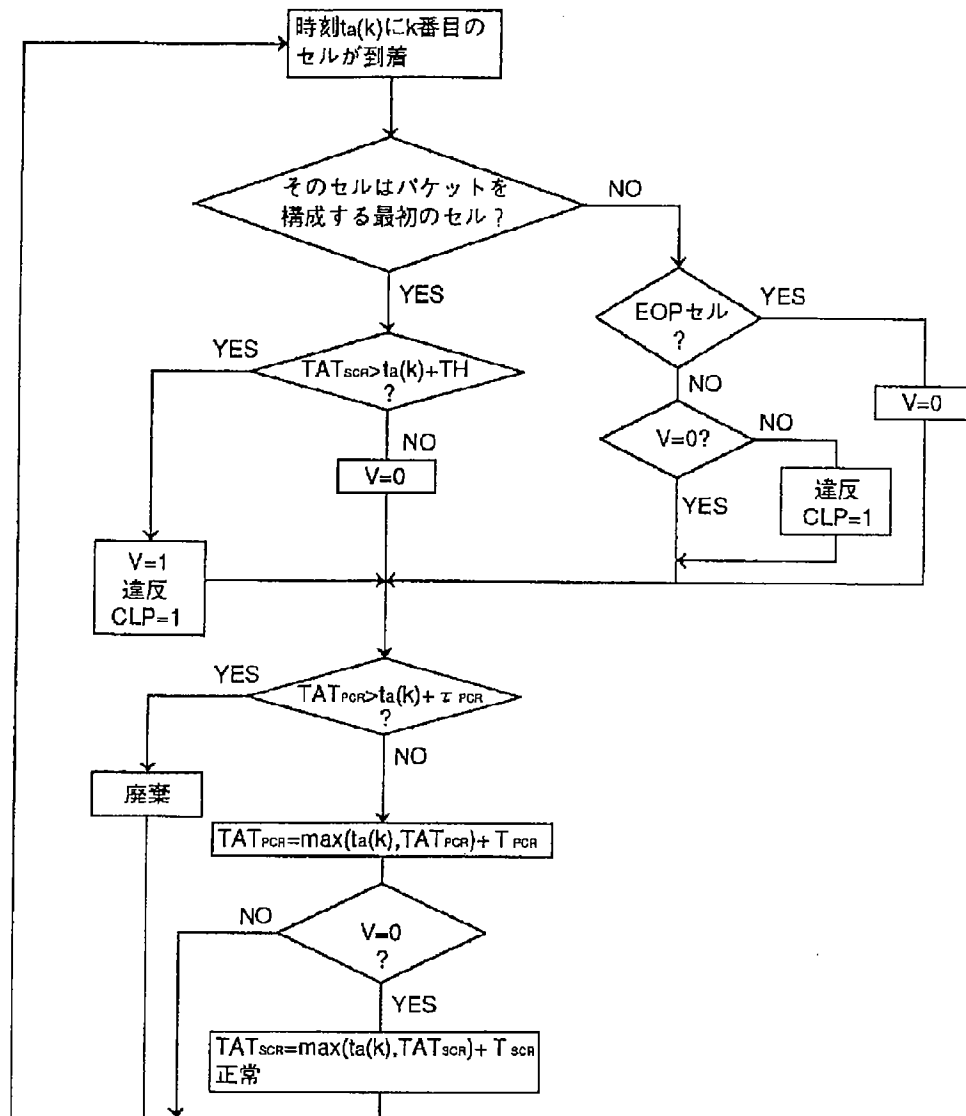 時刻ta(k)にk番目の
セルが到着
そのセルはパケットを
構成する最初のセル?
NO
YES
EOPセル
?
YES
NO
V=0
YES
TATSCR>ta(k)+TH
?
NO
V=0
V=0?
NO
YES
違反
CLP=1
V=1
違反
CLP=1
YES
TATPCR>ta(k)+τPCR
?
NO
廃棄
TATPCR=max(ta(k),TATPCR)+TPCR
NO
V=0
?
YES
TATSCR=max(ta(k),TATSCR)+TSCR
正常